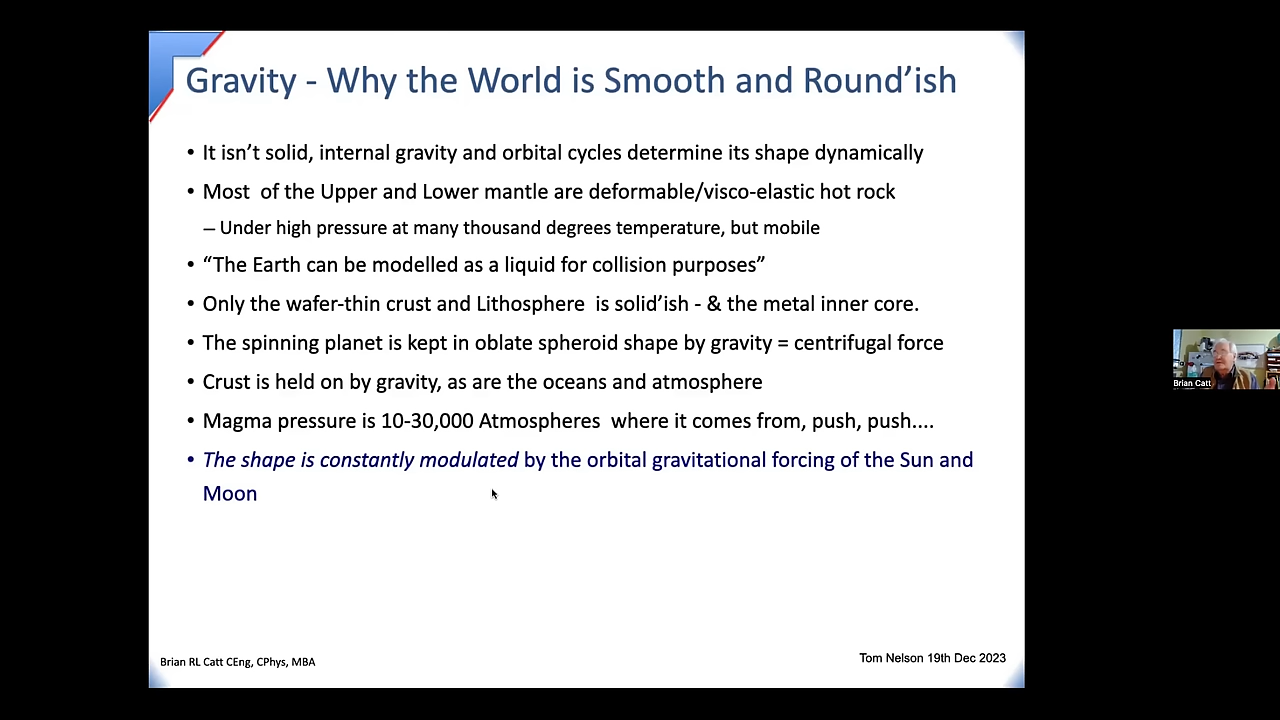 Gravity - Why the World is Smooth and Round’ish
• It isn’t solid, internal gravity and orbital cycles determine its shape dynamically
• Most  of the Upper and Lower mantle are deformable/visco-elastic hot rock
– Under high pressure at many thousand degrees temperature, but mobile
• “The Earth can be modelled as a liquid for collision purposes”
• Only the wafer-thin crust and Lithosphere  is solid’ish - & the metal inner core.
• The spinning planet is kept in oblate spheroid shape by gravity = centrifugal force
• Crust is held on by gravity, as are the oceans and atmosphere
• Magma pressure is 10-30,000 Atmospheres  where it comes from, push, push....
• The shape is constantly modulated by the orbital gravitational forcing of the Sun and
Moon
Brian Catt
Brian RL Catt CEng, CPhys, MBA
Tom Nelson 19th Dec 2023